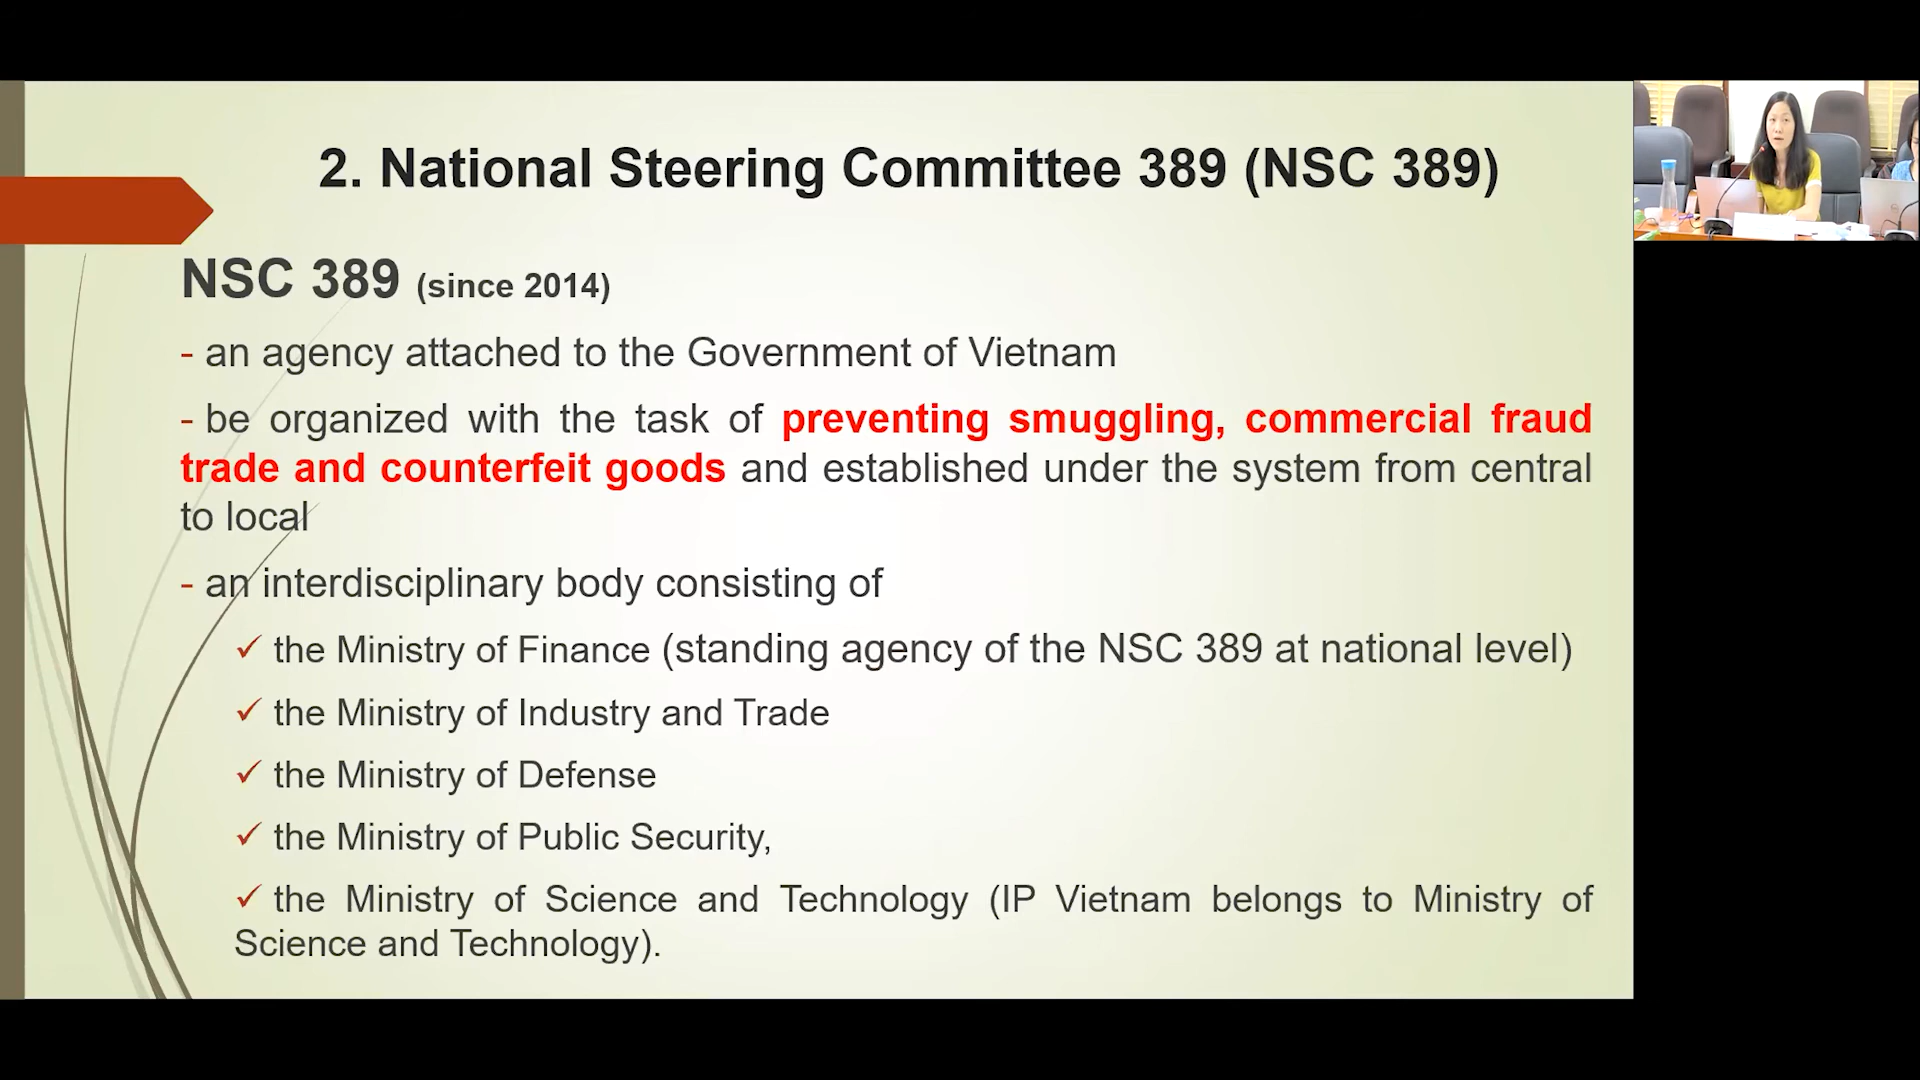 2. National Steering Committee 389 (NSC 389)
NSC 389 (since 2014)
- an agency attached to the Government of Vietnam
- be organized with the task of preventing smuggling, commercial fraud
trade and counterfeit goods and established under the system from central
to local
- an interdisciplinary body consisting of
✓ the Ministry of Finance (standing agency of the NSC 389 at national level)
✓ the Ministry of Industry and Trade
✓ the Ministry of Defense
✓ the Ministry of Public Security,
✓ the Ministry of Science and Technology (IP Vietnam belongs to Ministry of
Science and Technology).